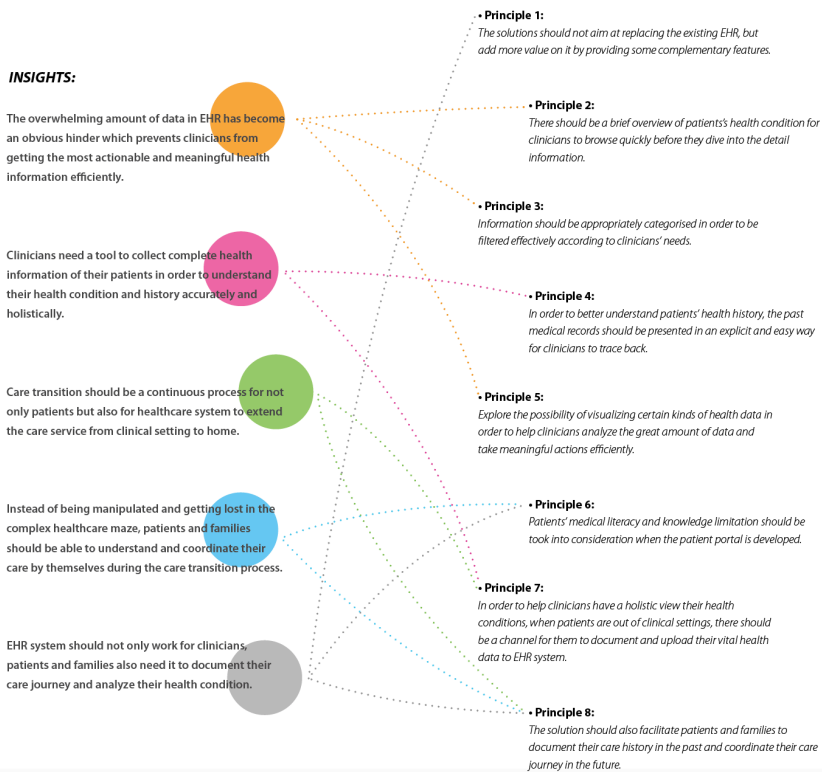 INSIGHTS:
The overwhelming amount of data in EHR has become
an obvious hinder which prevents clinicians from
getting the most actionable and meaningful health
information efficiently.
Clinicians need a tool to collect complete health
information of their patients in order to understand
their health condition and history accurately and
holistically.
Care transition should be a continuous process for not
only patients but also for healthcare system to extend
the care service from clinical setting to home.
Instead of being manipulated and getting lost in the
complex healthcare maze, patients and families
should be able to understand and coordinate their
care by themselves during the care transition process.
EHR system should not only work for clinicians,
patients and families also need it to document their
care journey and analyze their health condition.
• Principle 1:
The solutions should not aim at replacing the existing EHR, but
add more value on it by providing some complementary features.
• Principle 2:
There should be a brief overview of patients's health condition for
clinicians to browse quickly before they dive into the detail
information.
• Principle 3:
Information should be appropriately categorised in order to be
filtered effectively according to clinicians' needs.
• Principle 4:
In order to better understand patients' health history, the past
medical records should be presented in an explicit and easy way
for clinicians to trace back.
• Principle 5:
Explore the possibility of visualizing certain kinds of health data in
order to help clinicians analyze the great amount of data and
take meaningful actions efficiently.
• Principle 6:
Patients' medical literacy and knowledge limitation should be
took into consideration when the patient portal is developed.
• Principle 7:
In order to help clinicians have a holistic view their health
conditions, when patients are out of clinical settings, there should
be a channel for them to document and upload their vital health
data to EHR system.
• Principle 8:
The solution should also facilitate patients and families to
document their care history in the past and coordinate their care
journey in the future.